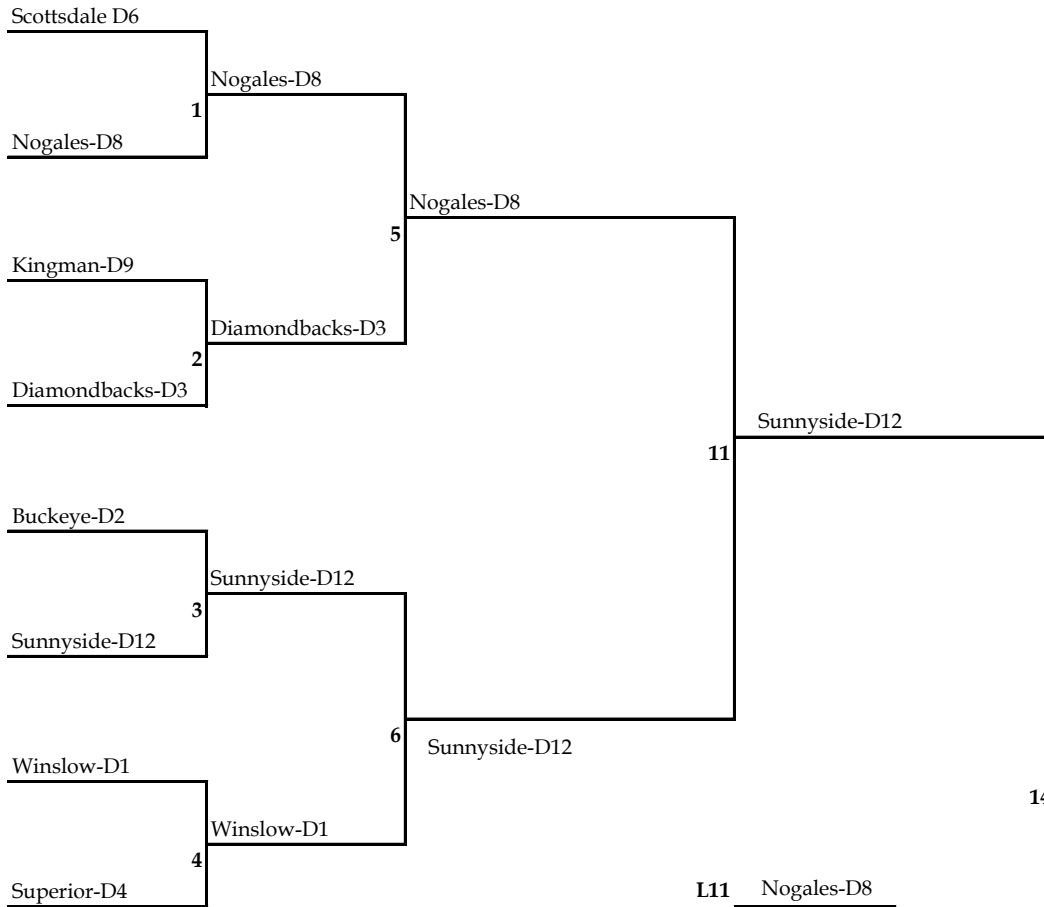 Scottsdale D6
Nogales-D8
1
Nogales-D8
Nogales-D8
5
Kingman-D9
Diamondbacks-D3
2
Diamondbacks-D3
Sunnyside-D12
11
Buckeye-D2
Sunnyside-D12
3
Sunnyside-D12
6
Sunnyside-D12
Winslow-D1
14
Winslow-D1
4
Superior-D4
L11 Nogales-D8